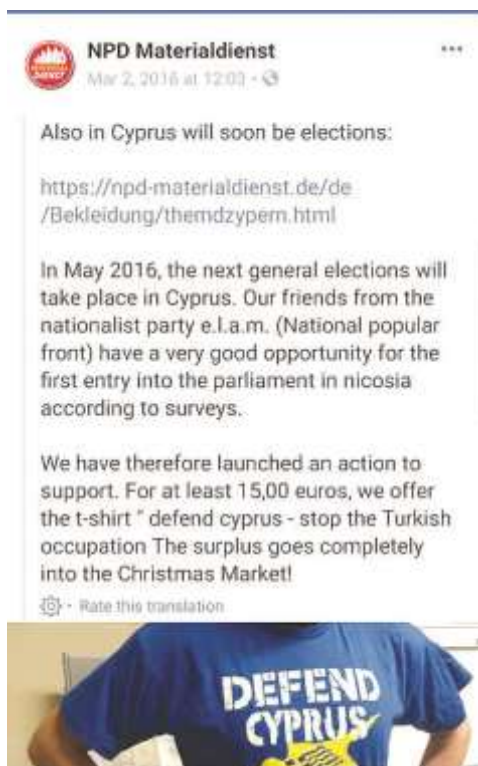 NPD Materialdienst
Mar 2, 2016 at 12:03
Also in Cyprus will soon be elections:
https://npd-materialdienst.de/de
/Bekleidung/themdzypern.html
In May 2016, the next general elections will
take place in Cyprus. Our friends from the
nationalist party e.l.a.m. (National popular
front) have a very good opportunity for the
first entry into the parliament in nicosia
according to surveys.
We have therefore launched an action to
support. For at least 15,00 euros, we offer
the t-shirt " defend cyprus - stop the Turkish
occupation The surplus goes completely
into the Christmas Market!
Rate this translation
DEFEND
CYPRUS